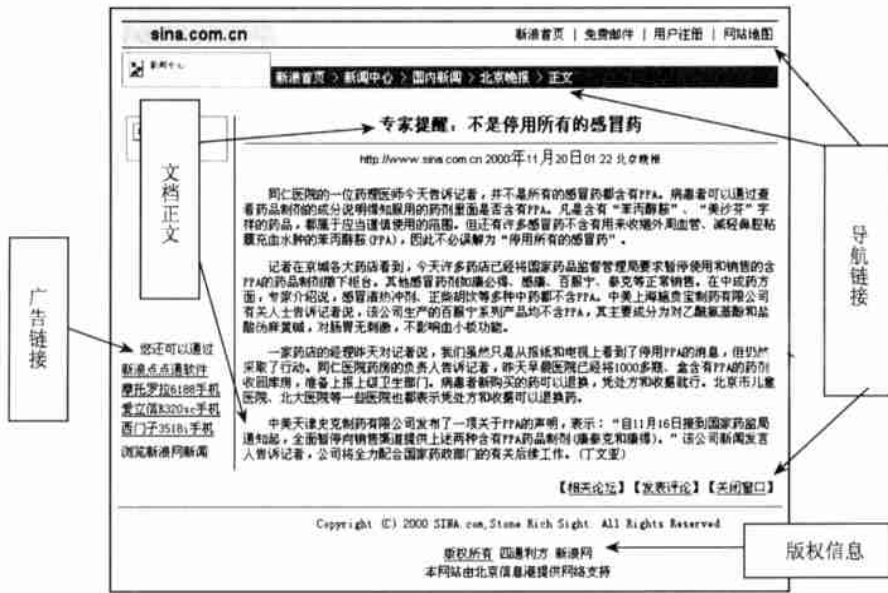 sina.com.cn
新浪首页 | 免费邮件 | 用户注册 | 网站地图
新闻中心
新浪首页 > 新闻中心 > 国内新闻 > 北京晚报 > 正文
专家提醒：不是停用所有的感冒药
http://www.sina.com.cn 2000年11月20日01:22 北京晚报
同仁医院的一位药理医师今天告诉记者，并不是所有的感冒药都含有PPA。病患者可以通过查
看药品制剂的成分说明得知服用的药剂里面是否含有PPA。凡是含有“苯丙醇胺”、“美沙芬”字
样的药品，都属于应当谨慎使用的范围。但还有许多感冒药不含有用来收缩外周血管、减轻鼻腔粘
膜充血水肿的苯丙醇胺(PPA)，因此不必误解为“停用所有的感冒药”。
记者在京城各大药店看到，今天许多药店已经将国家药品监督管理局要求暂停使用和销售的含
PPA的药品制剂撤下柜台。其他感冒药剂如康必得、感康、百服宁、泰克等正常销售。在中成药方
面，专家介绍说，感冒清热冲剂、正柴胡饮等多种中药都不含PPA。中美上海施贵宝制药有限公司
有关人士告诉记者说，该公司生产的百服宁系列产品均不含PPA，其主要成分为对乙酰氨基酚和盐
酸伪麻黄碱，对肠胃无刺激，不影响血小板功能。
一家药店的经理昨天对记者说，我们虽然只是从报纸和电视上看到了停用PPA的消息，但仍然
采取了行动。同仁医院药房的负责人告诉记者，昨天早晨医院已经将1000多瓶、盒含有PPA的药剂
收回库房，准备上报上级卫生部门。病患者新购买的药可以退换，凭处方和收据就行。北京市儿童
医院、北大医院等一些医院也都表示凭处方和收据可以退换药。
中美天津史克制药有限公司发布了一项关于PPA的声明，表示：“自11月16日接到国家药监局
通知起，全面暂停向销售渠道提供上述两种含有PPA药品制剂(康泰克和康得)。”该公司新闻发言
人告诉记者，公司将全力配合国家药政部门的有关后续工作。(丁文亚)
【相关论坛】【发表评论】【关闭窗口】
您还可以通过
新浪点点通软件
摩托罗拉6188手机
爱立信R320sc手机
西门子3518i手机
浏览新浪网新闻
Copyright (C) 2000 SINA.com,Stone Rich Sight. All Rights Reserved
版权所有 四通利方 新浪网
本网站由北京信息港提供网络支持
文档正文
广告链接
导航链接
版权信息